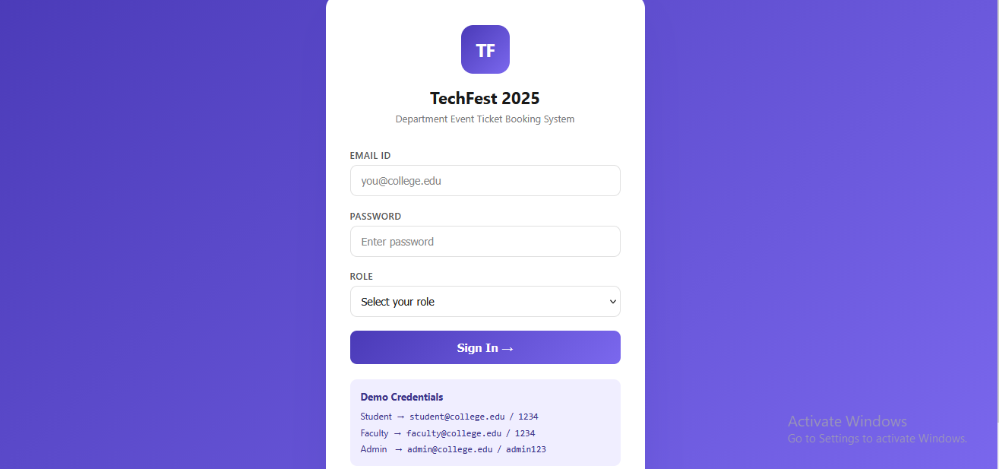 TF
TechFest 2025
Department Event Ticket Booking System
EMAIL ID
you@college.edu
PASSWORD
Enter password
ROLE
Select your role
Sign In →
Demo Credentials
Student → student@college.edu / 1234
Faculty → faculty@college.edu / 1234
Admin → admin@college.edu / admin123
Activate Windows
Go to Settings to activate Windows.